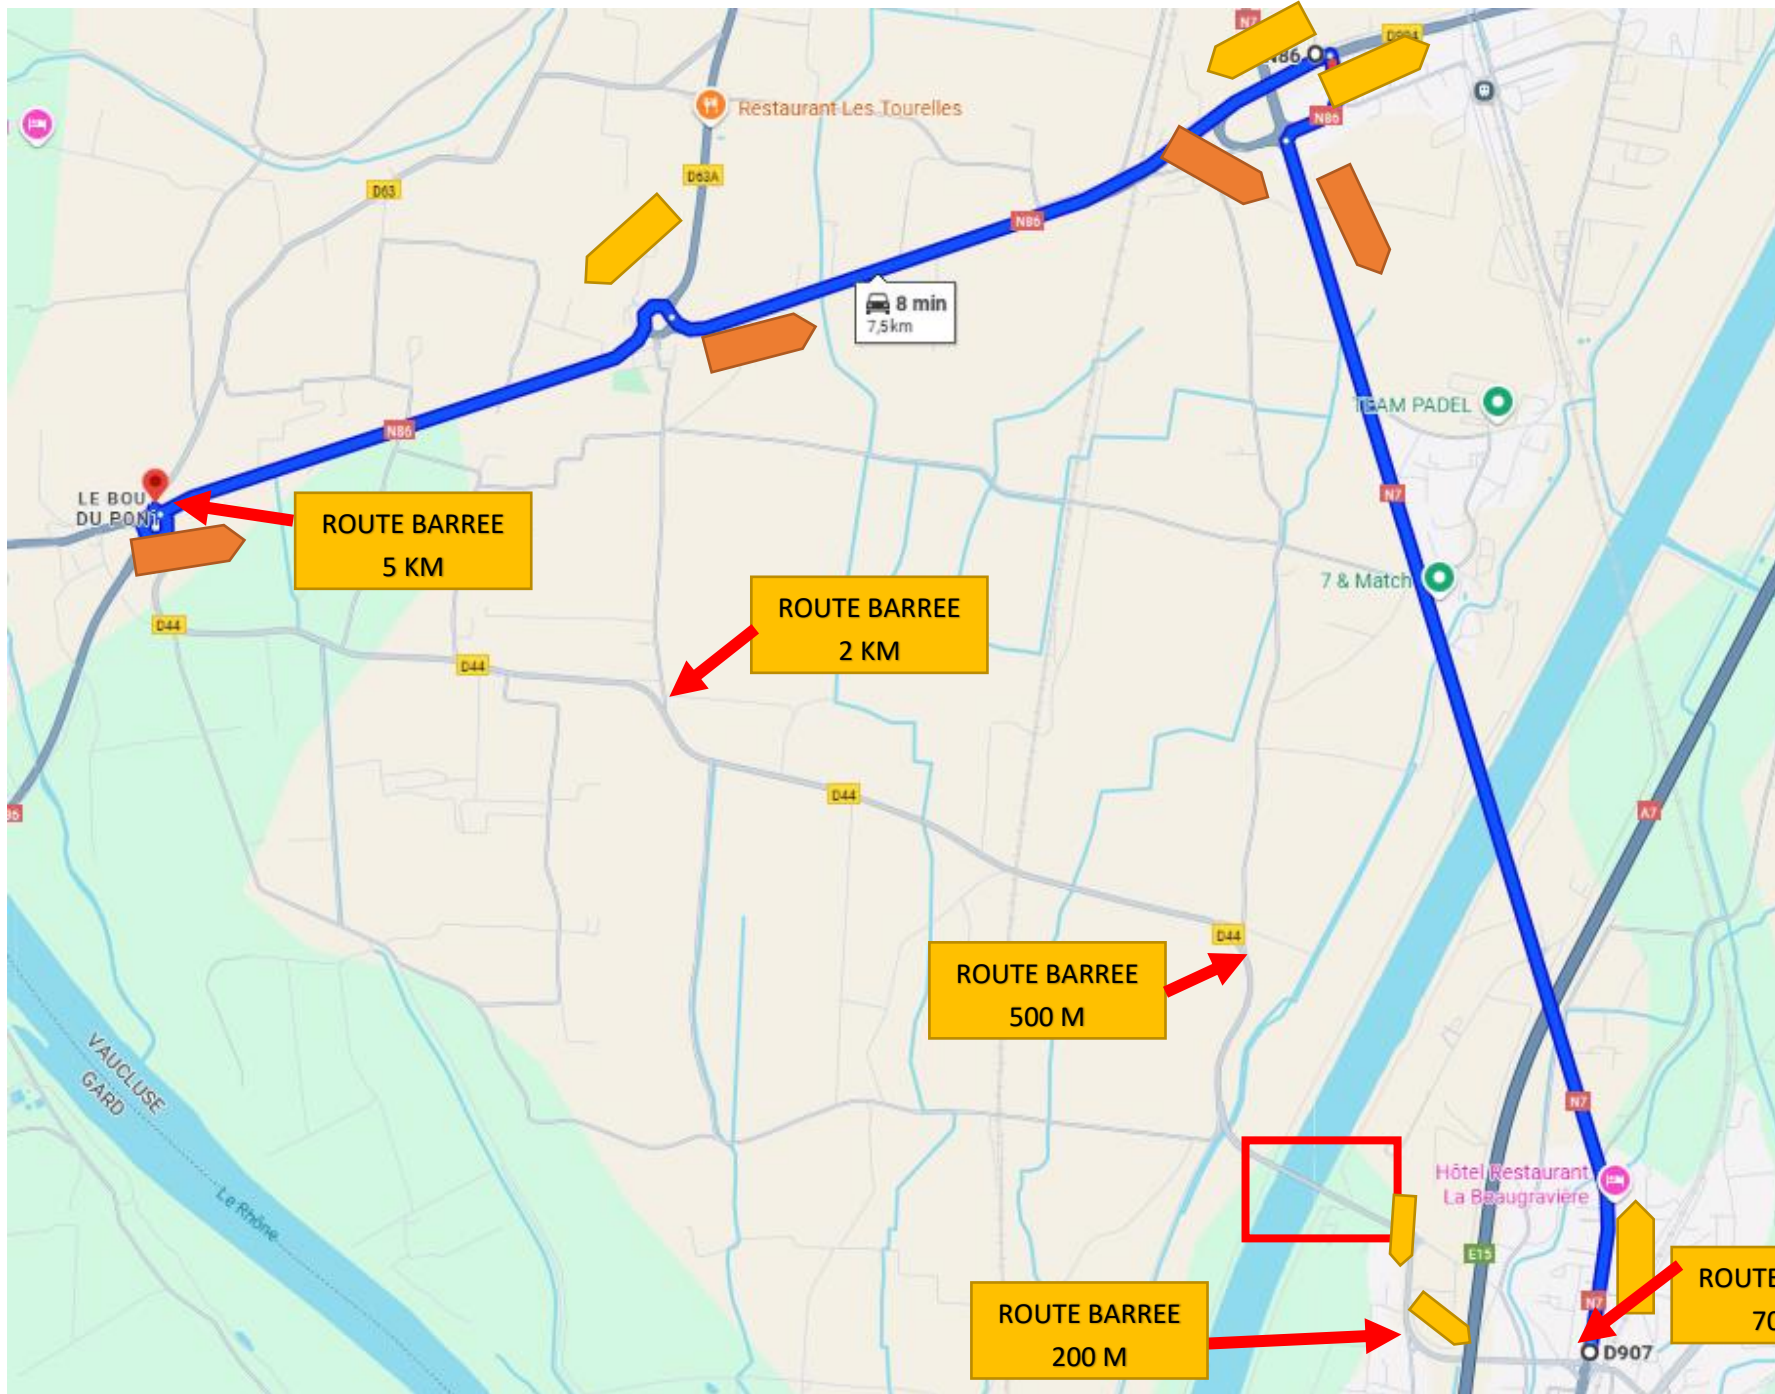 N7
D994
N86
Restaurant Les Tourelles
N86
D63A
D63
N86
8 min
7,5 km
TEAM PADEL
N86
N7
LE BOU
DU PONT
ROUTE BARREE
5 KM
7 & Match
ROUTE BARREE
2 KM
D44
D44
D44
A7
86
D44
ROUTE BARREE
500 M
VAUCLUSE
GARD
N7
Le Rhône
Hôtel Restaurant
La Beaugravière
E15
ROUTE
70
N7
ROUTE BARREE
200 M
D907